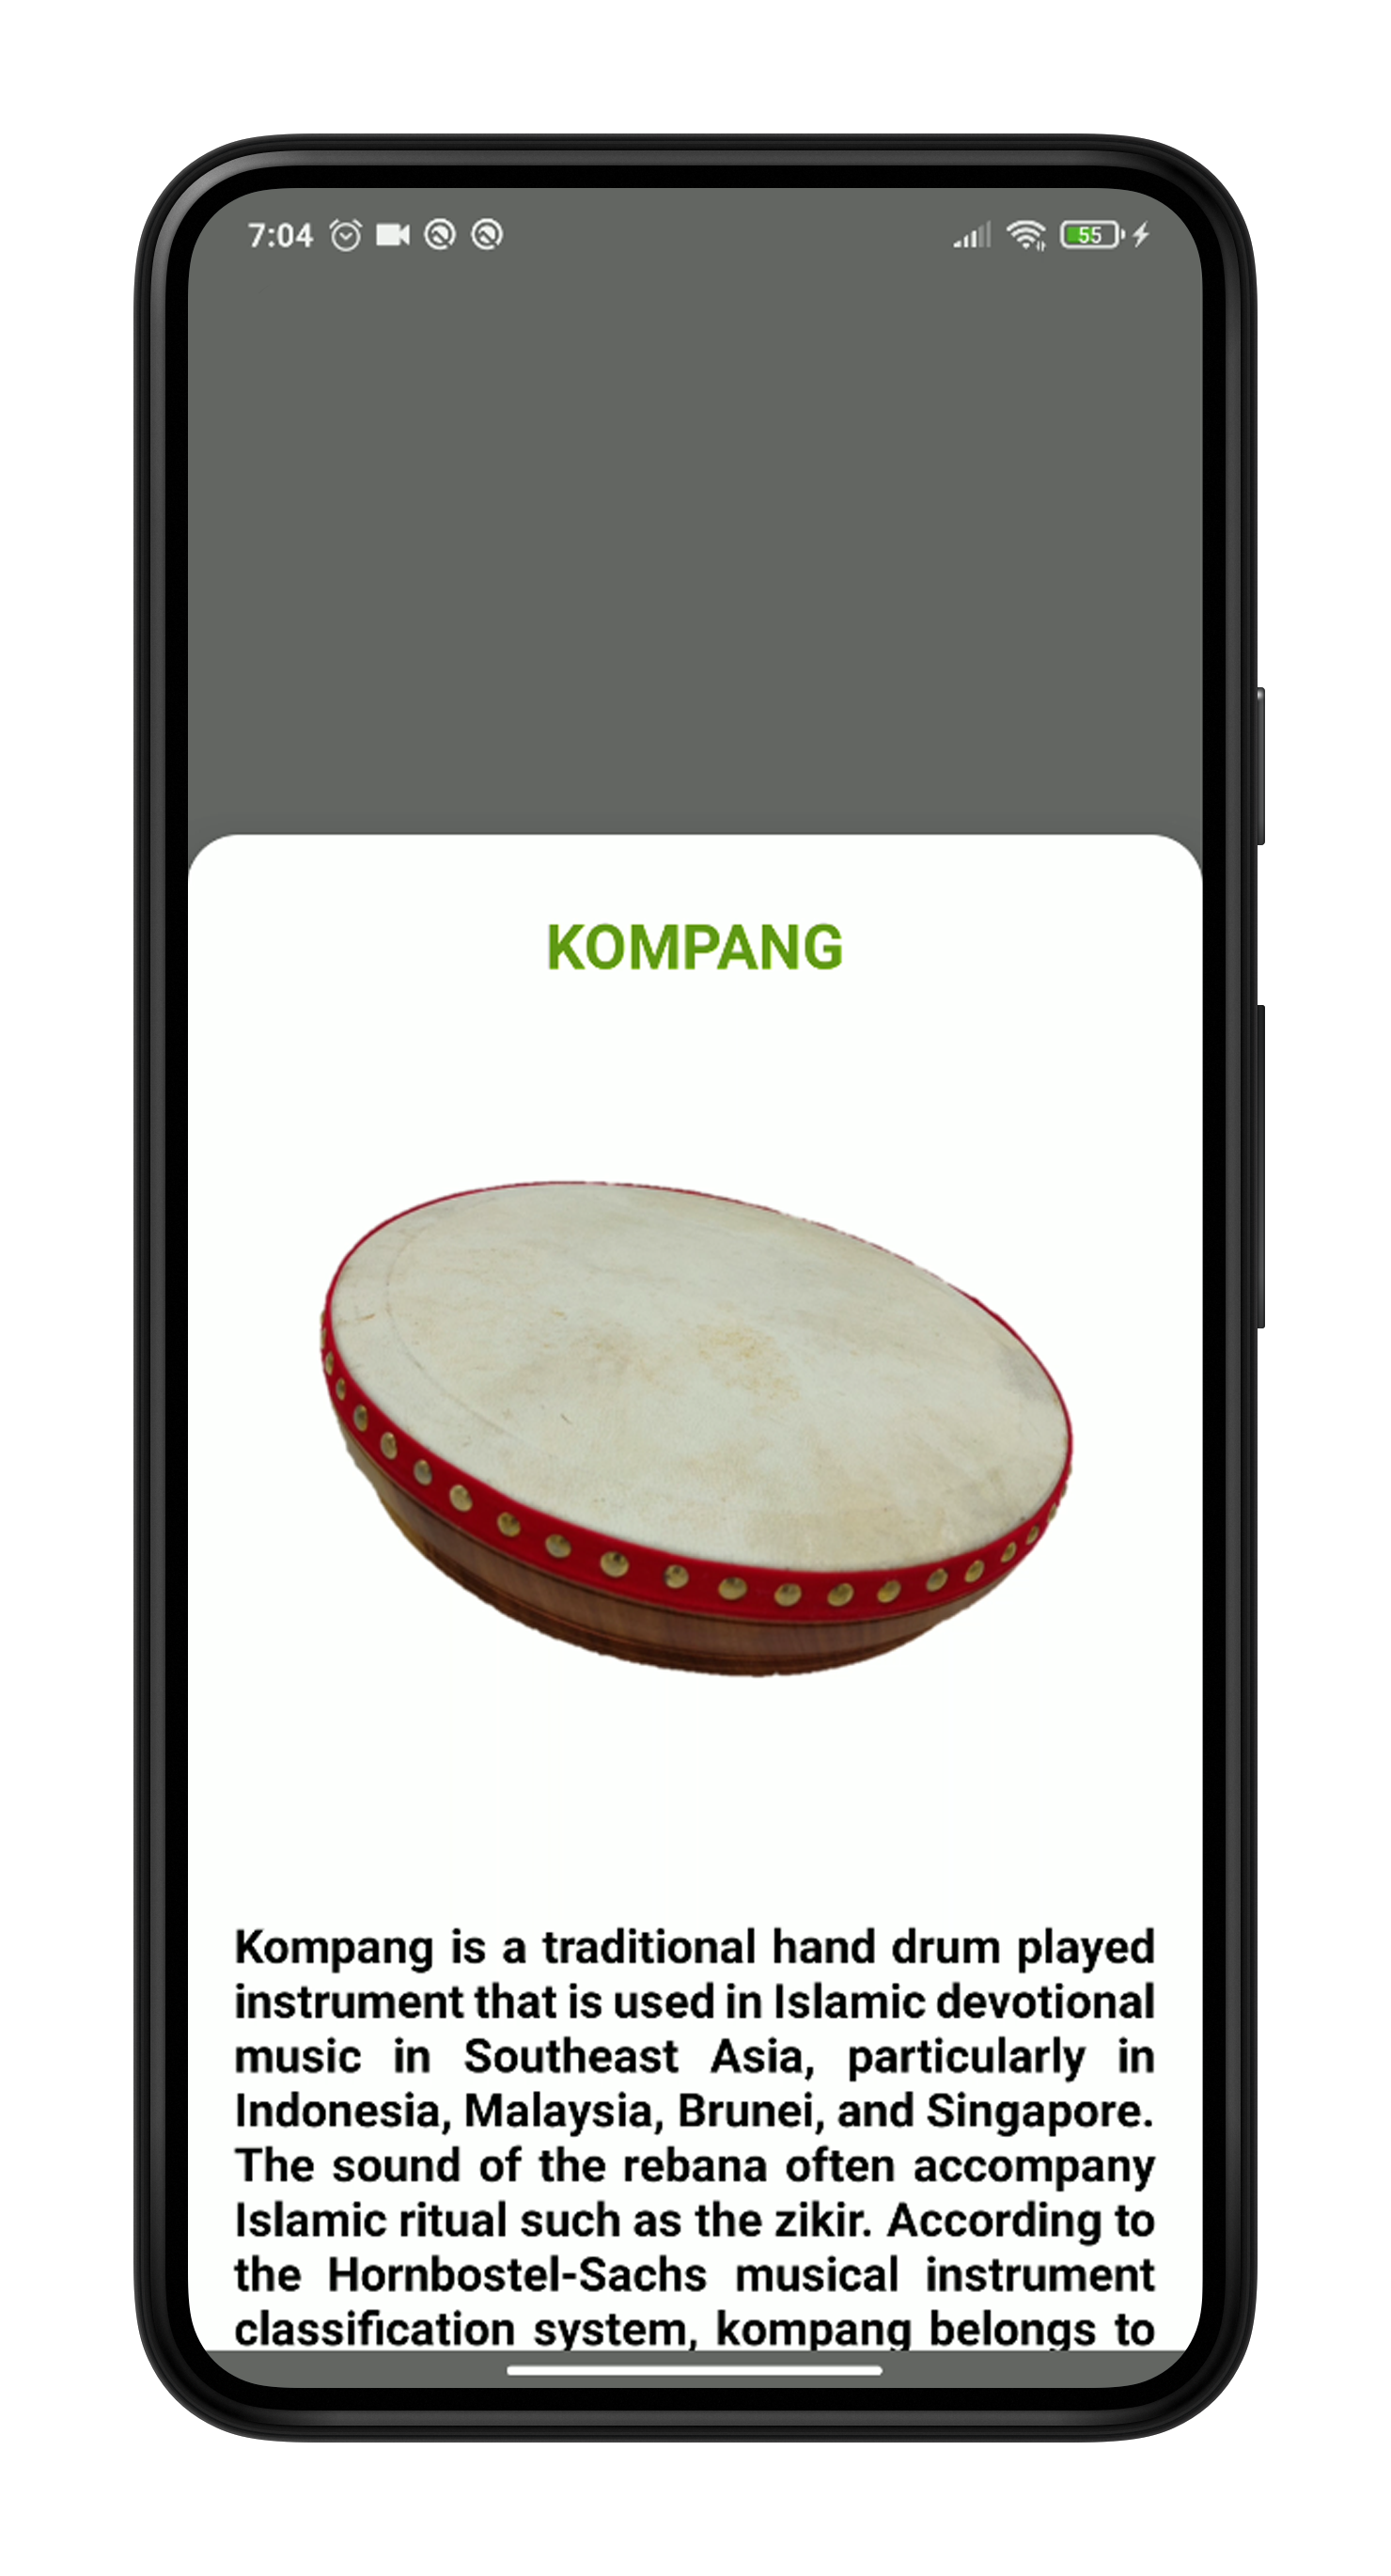 7:04
55
KOMPANG
Kompang is a traditional hand drum played
instrument that is used in Islamic devotional
music in Southeast Asia, particularly in
Indonesia, Malaysia, Brunei, and Singapore.
The sound of the rebana often accompany
Islamic ritual such as the zikir. According to
the Hornbostel-Sachs musical instrument
classification system, kompang belongs to